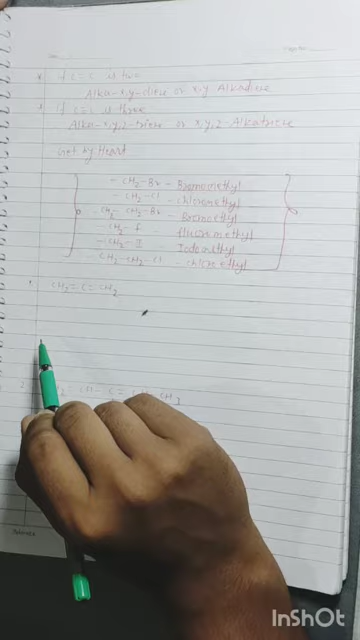 * if C=C is two
Alka-x,y-diene or x,y Alkadiene
* if C=C is three
Alka-x,y,z-triene or x,y,z-Alkatriene
Get by Heart
- CH2-Br - Bromomethyl
- CH2-Cl - chloromethyl
- CH2-CH2-Br - Bromoethyl
- CH2-F - fluoromethyl
- CH2-I Iodomethyl
- CH2-CH2-Cl - chloroethyl
CH2=C=CH2
2
CH3
InShOt